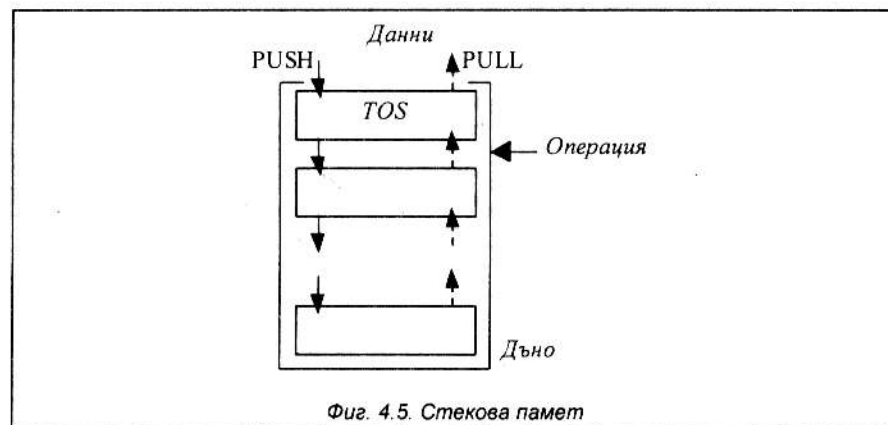 Данни
PUSH PULL
TOS
Операция
Дъно
Фиг. 4.5. Стекова памет